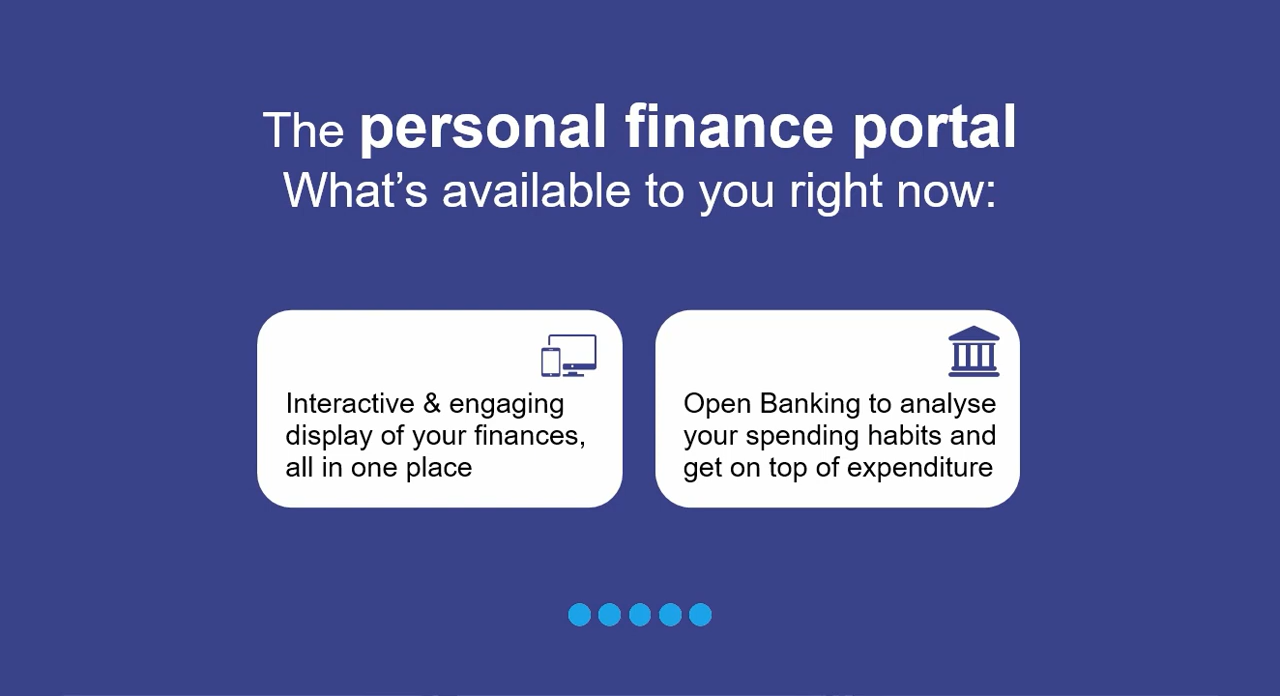 The personal finance portal
What’s available to you right now:
Interactive & engaging
display of your finances,
all in one place
Open Banking to analyse
your spending habits and
get on top of expenditure